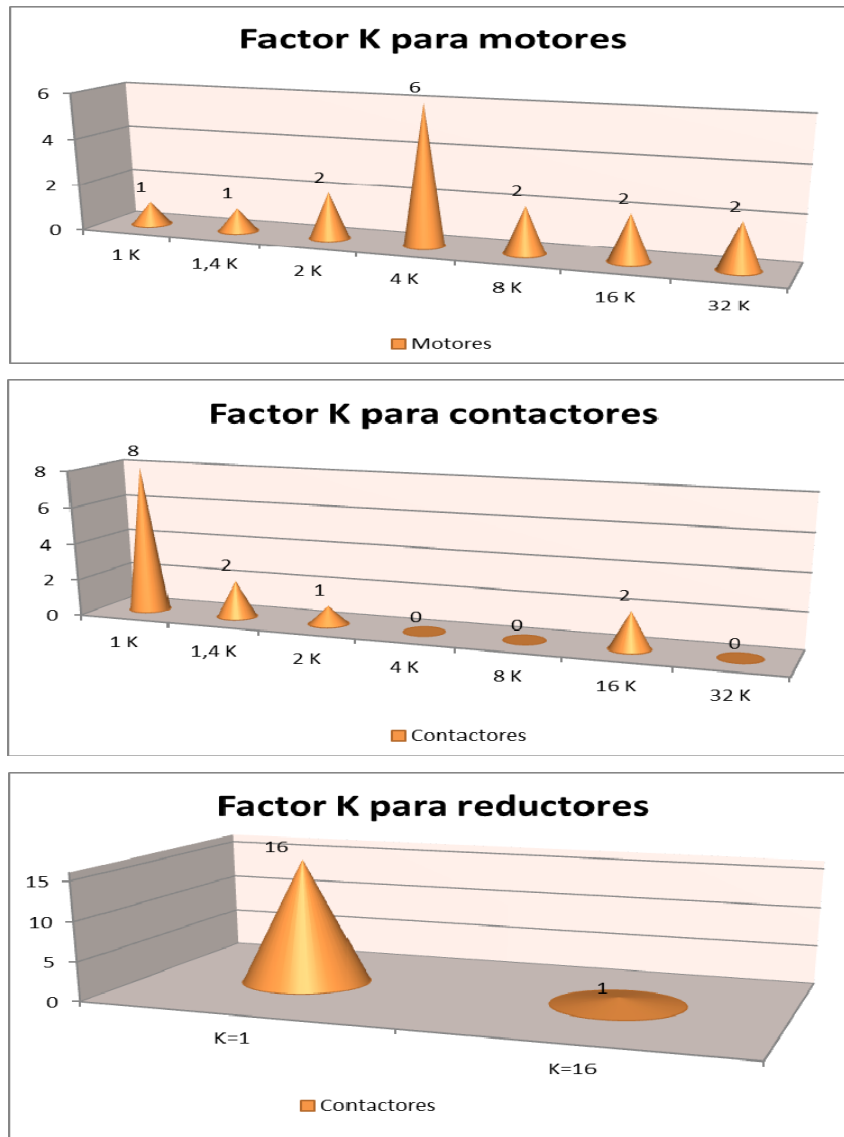 Factor K para motores
6
4
2
0
1
1
2
6
2
2
2
1 K
1,4 K
2 K
4 K
8 K
16 K
32 K
Motores
Factor K para contactores
8
6
4
2
0
8
2
1
0
0
2
0
1 K
1,4 K
2 K
4 K
8 K
16 K
32 K
Contactores
Factor K para reductores
15
10
5
0
16
1
K=1
K=16
Contactores